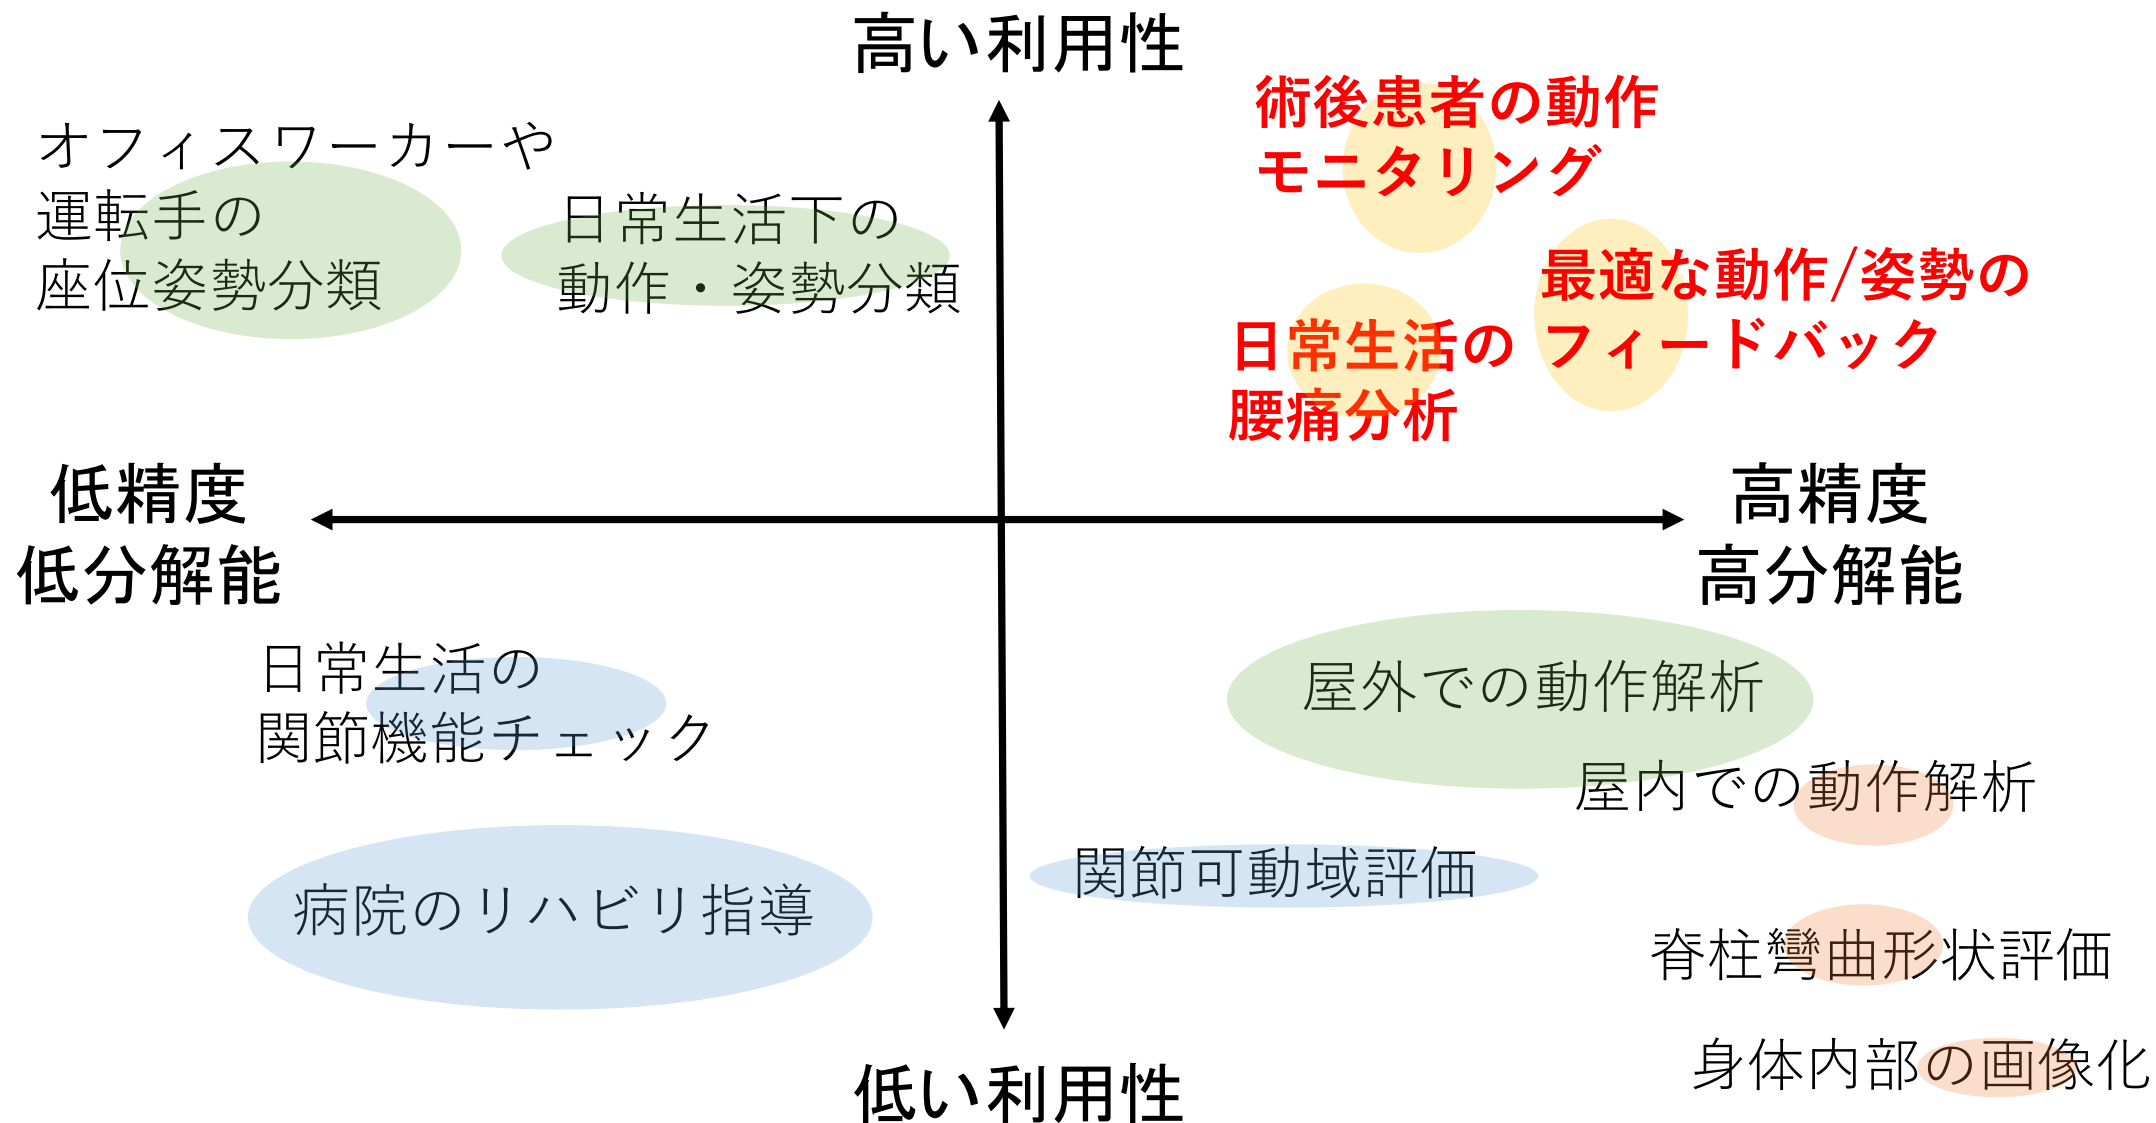 高い利用性
オフィスワーカーや
運転手の
座位姿勢分類
日常生活下の
動作・姿勢分類
術後患者の動作
モニタリング
最適な動作/姿勢の
フィードバック
日常生活の
腰痛分析
低精度
低分解能
高精度
高分解能
日常生活の
関節機能チェック
病院のリハビリ指導
屋外での動作解析
屋内での動作解析
関節可動域評価
脊柱彎曲形状評価
身体内部の画像化
低い利用性